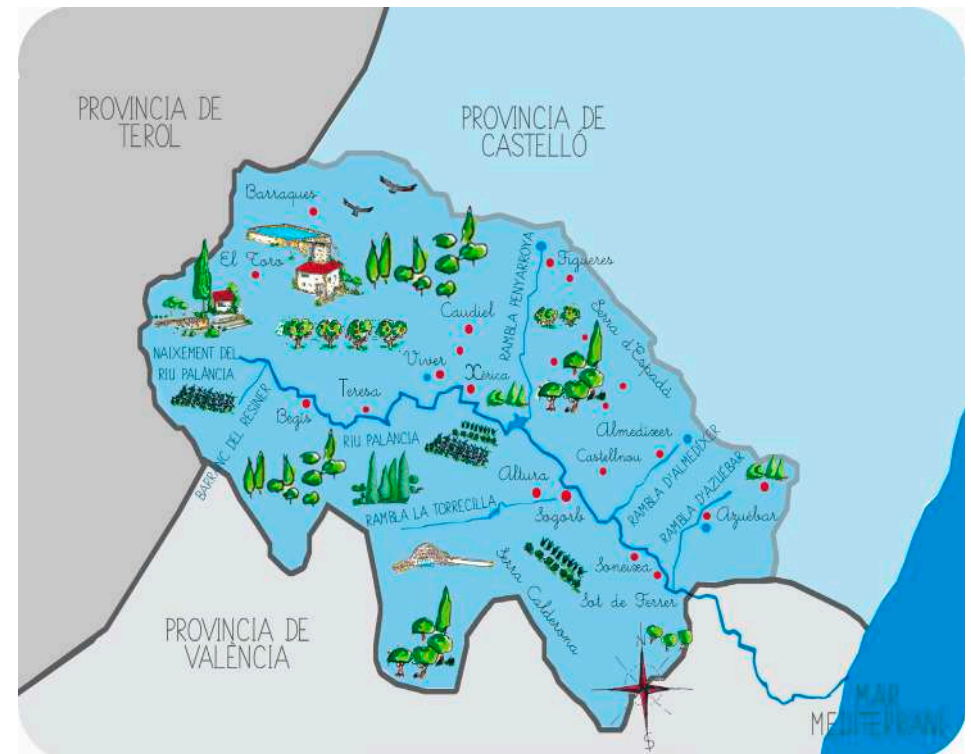 PROVINCIA DE
TEROL
PROVINCIA DE
CASTELLÓ
Barraques
El Toro
RAMBLA PENYARROYA
Figueres
Caudiel
Serra
d'Espadà
NAIXEMENT DEL
RIU PALÀNCIA
Viver
Xèrica
Teresa
Begís
BARRANC DEL RESINER
RIU PALÀNCIA
Almedíxer
Castellnou
RAMBLA D'ALMEDÍXER
Altura
RAMBLA D'AZUÉBAR
RAMBLA LA TORRECILLA
Sogorb
Azuébar
Soneixa
Serra Calderona
Sot de Ferrer
PROVINCIA DE
VALÈNCIA
N
S
MAR
MEDITERRANI